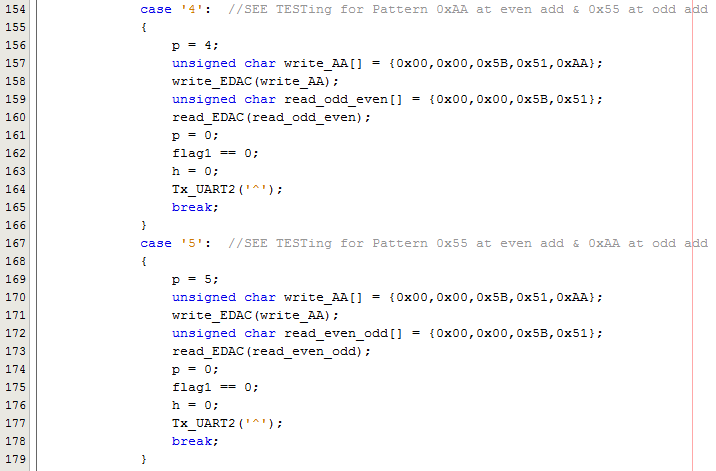 154 case '4': //SEE TESTing for Pattern 0xAA at even add & 0x55 at odd add
155 {
156 p = 4;
157 unsigned char write_AA[] = {0x00,0x00,0x5B,0x51,0xAA};
158 write_EDAC(write_AA);
159 unsigned char read_odd_even[] = {0x00,0x00,0x5B,0x51};
160 read_EDAC(read_odd_even);
161 p = 0;
162 flag1 == 0;
163 h = 0;
164 Tx_UART2('^');
165 break;
166 }
167 case '5': //SEE TESTing for Pattern 0x55 at even add & 0xAA at odd add
168 {
169 p = 5;
170 unsigned char write_AA[] = {0x00,0x00,0x5B,0x51,0xAA};
171 write_EDAC(write_AA);
172 unsigned char read_even_odd[] = {0x00,0x00,0x5B,0x51};
173 read_EDAC(read_even_odd);
174 p = 0;
175 flag1 == 0;
176 h = 0;
177 Tx_UART2('^');
178 break;
179 }